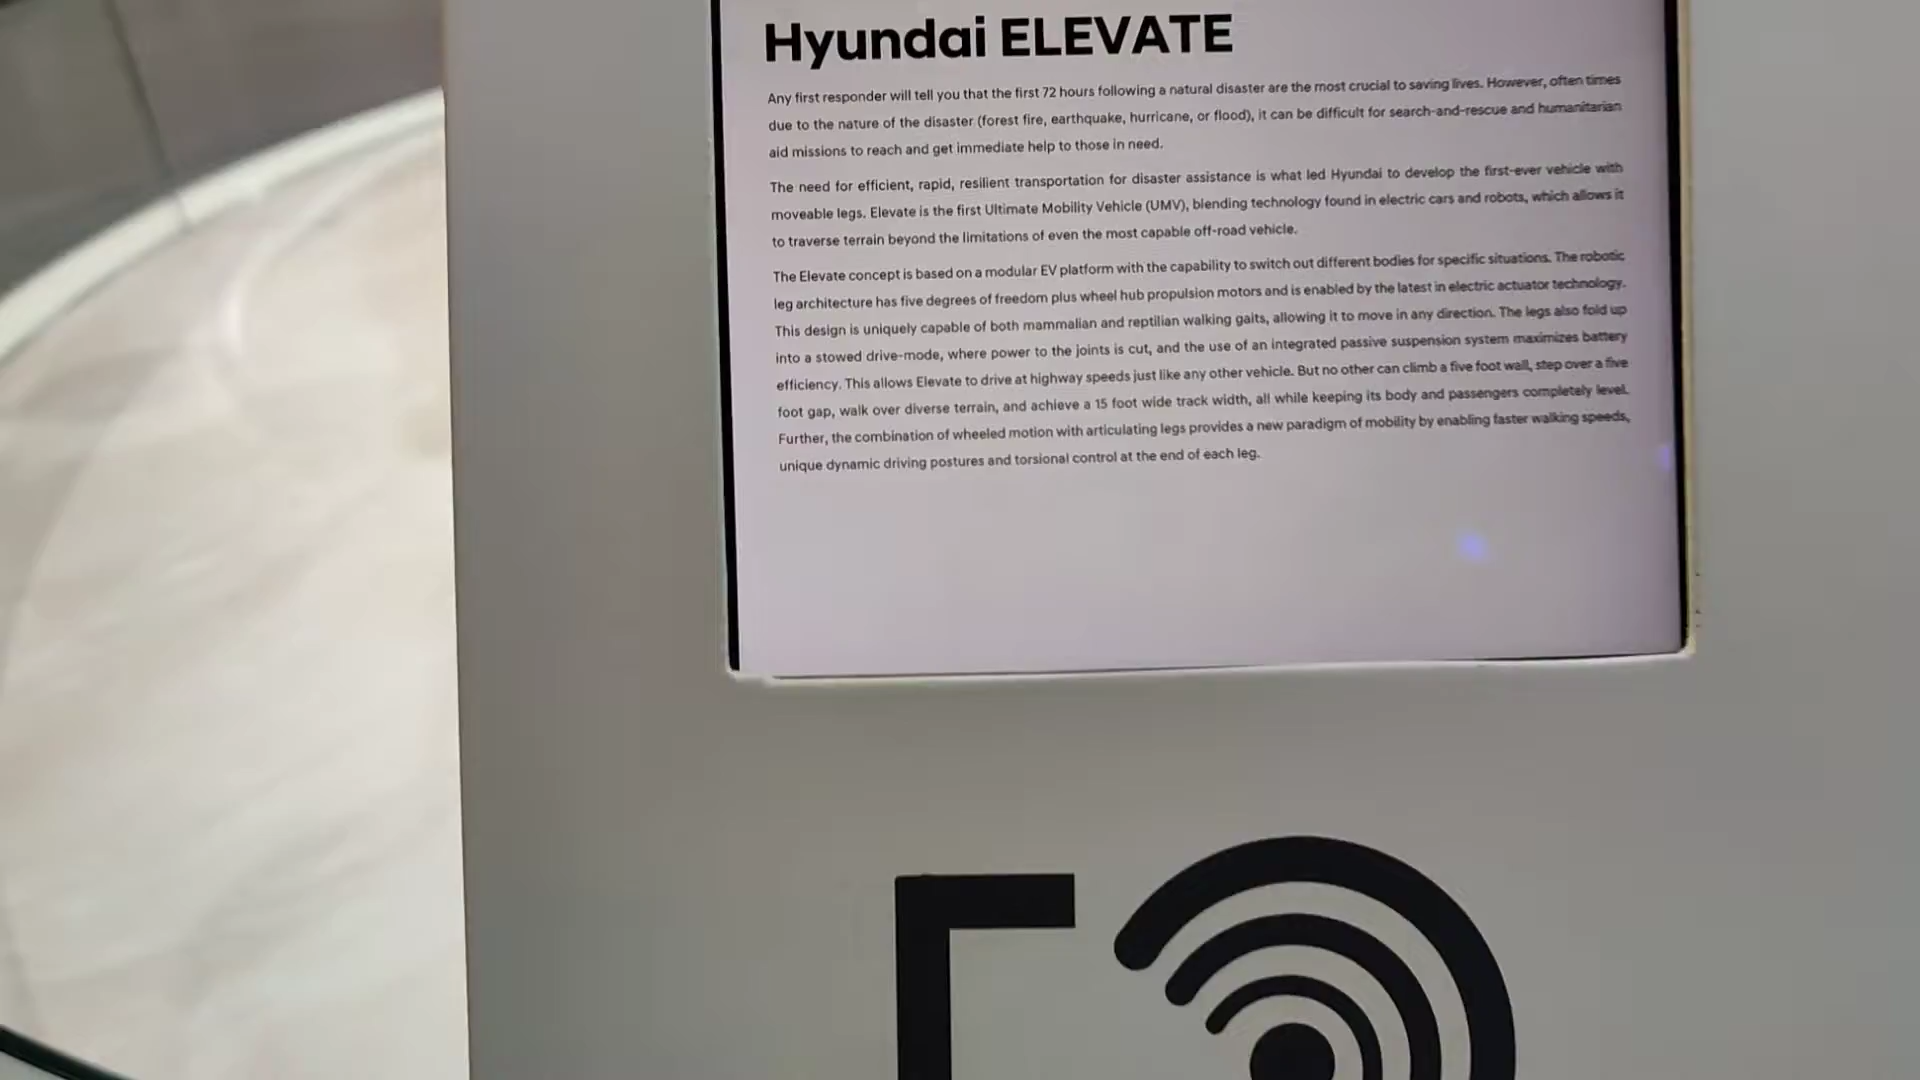 Hyundai ELEVATE
Any first responder will tell you that the first 72 hours following a natural disaster are the most crucial to saving lives. However, often times
due to the nature of the disaster (forest fire, earthquake, hurricane, or flood), it can be difficult for search-and-rescue and humanitarian
aid missions to reach and get immediate help to those in need.
The need for efficient, rapid, resilient transportation for disaster assistance is what led Hyundai to develop the first-ever vehicle with
moveable legs. Elevate is the first Ultimate Mobility Vehicle (UMV), blending technology found in electric cars and robots, which allows it
to traverse terrain beyond the limitations of even the most capable off-road vehicle.
The Elevate concept is based on a modular EV platform with the capability to switch out different bodies for specific situations. The robotic
leg architecture has five degrees of freedom plus wheel hub propulsion motors and is enabled by the latest in electric actuator technology.
This design is uniquely capable of both mammalian and reptilian walking gaits, allowing it to move in any direction. The legs also fold up
into a stowed drive-mode, where power to the joints is cut, and the use of an integrated passive suspension system maximizes battery
efficiency. This allows Elevate to drive at highway speeds just like any other vehicle. But no other can climb a five foot wall, step over a five
foot gap, walk over diverse terrain, and achieve a 15 foot wide track width, all while keeping its body and passengers completely level.
Further, the combination of wheeled motion with articulating legs provides a new paradigm of mobility by enabling faster walking speeds,
unique dynamic driving postures and torsional control at the end of each leg.